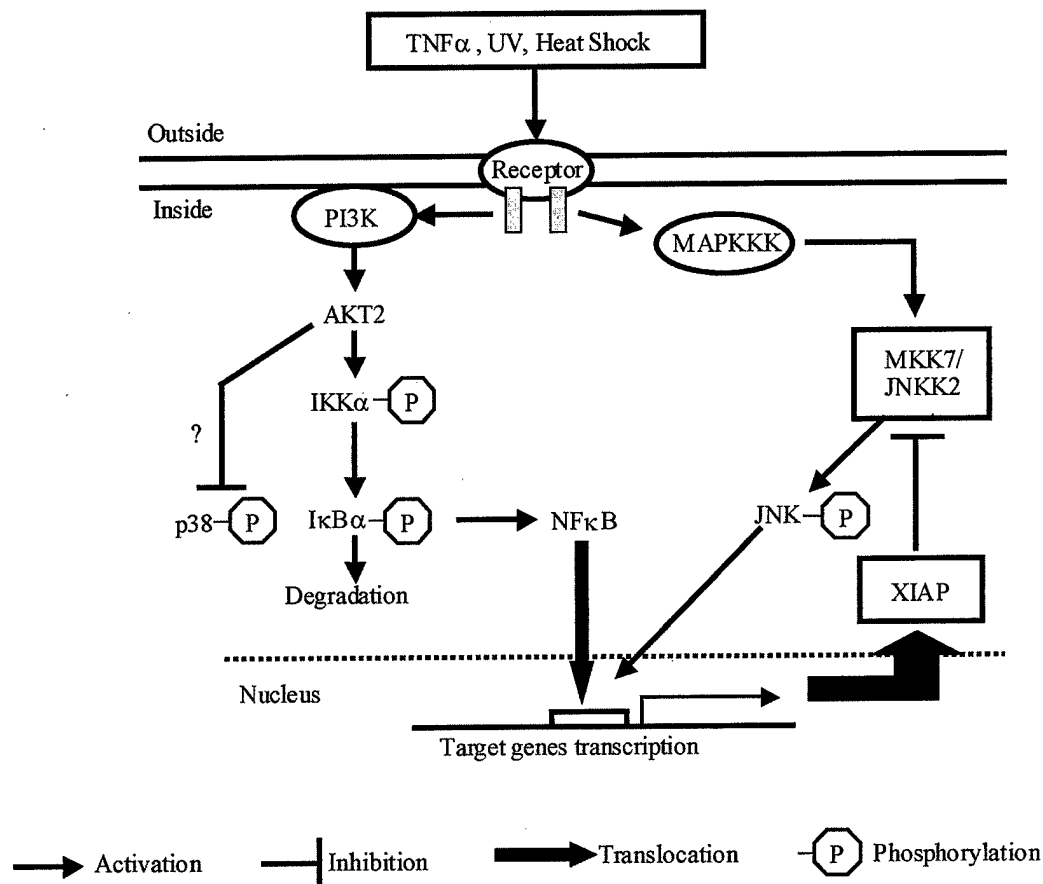 TNFα , UV, Heat Shock
Outside
Receptor
Inside
PI3K
MAPKKK
AKT2
MKK7/
JNKK2
IKKα P
?
p38 P
IκBα P
NFκB
JNK P
XIAP
Degradation
Nucleus
Target genes transcription
Activation
Inhibition
Translocation
P Phosphorylation